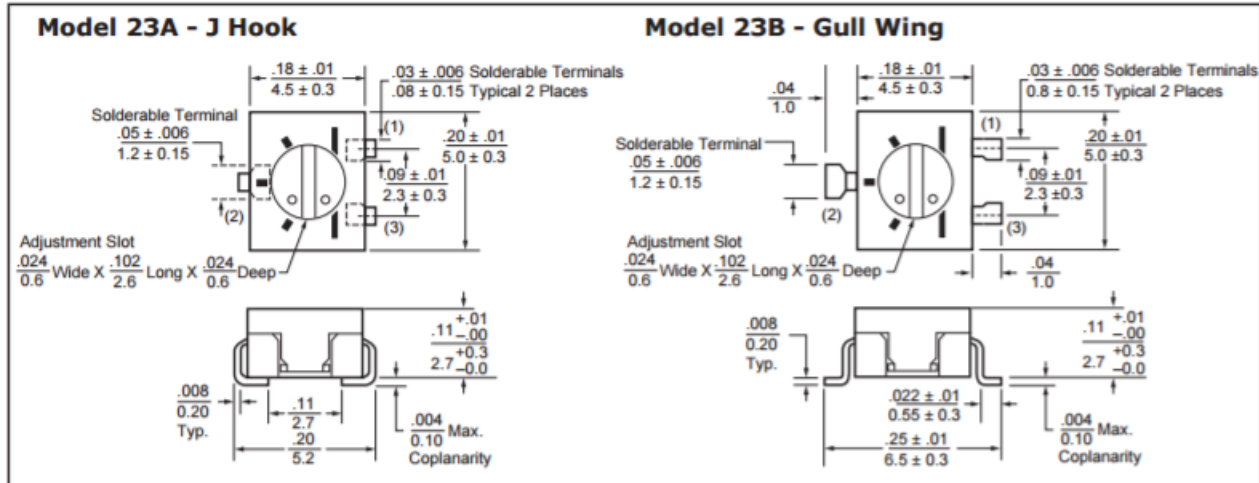 Model 23A - J Hook
.18 ± .01
4.5 ± 0.3
.03 ± .006 Solderable Terminals
.08 ± 0.15 Typical 2 Places
Solderable Terminal
.05 ± .006
1.2 ± 0.15
(1)
.20 ± .01
5.0 ± 0.3
.09 ± .01
2.3 ± 0.3
(2)
(3)
Adjustment Slot
.024 Wide X .102 Long X .024 Deep
0.6 2.6 0.6
+.01
.11 –.00
+0.3
2.7 –0.0
.008
0.20
Typ.
.11
2.7
.20
5.2
.004
0.10 Max.
Coplanarity
Model 23B - Gull Wing
.04
1.0
.18 ± .01
4.5 ± 0.3
.03 ± .006 Solderable Terminals
0.8 ± 0.15 Typical 2 Places
Solderable Terminal
.05 ± .006
1.2 ± 0.15
(1)
.20 ±.01
5.0 ±0.3
.09 ±.01
2.3 ±0.3
(2)
(3)
Adjustment Slot
.024 Wide X .102 Long X .024 Deep
0.6 2.6 0.6
.04
1.0
.008
0.20
Typ.
+.01
.11 –.00
+0.3
2.7 –0.0
.022 ± .01
0.55 ± 0.3
.25 ± .01
6.5 ± 0.3
.004
0.10 Max.
Coplanarity